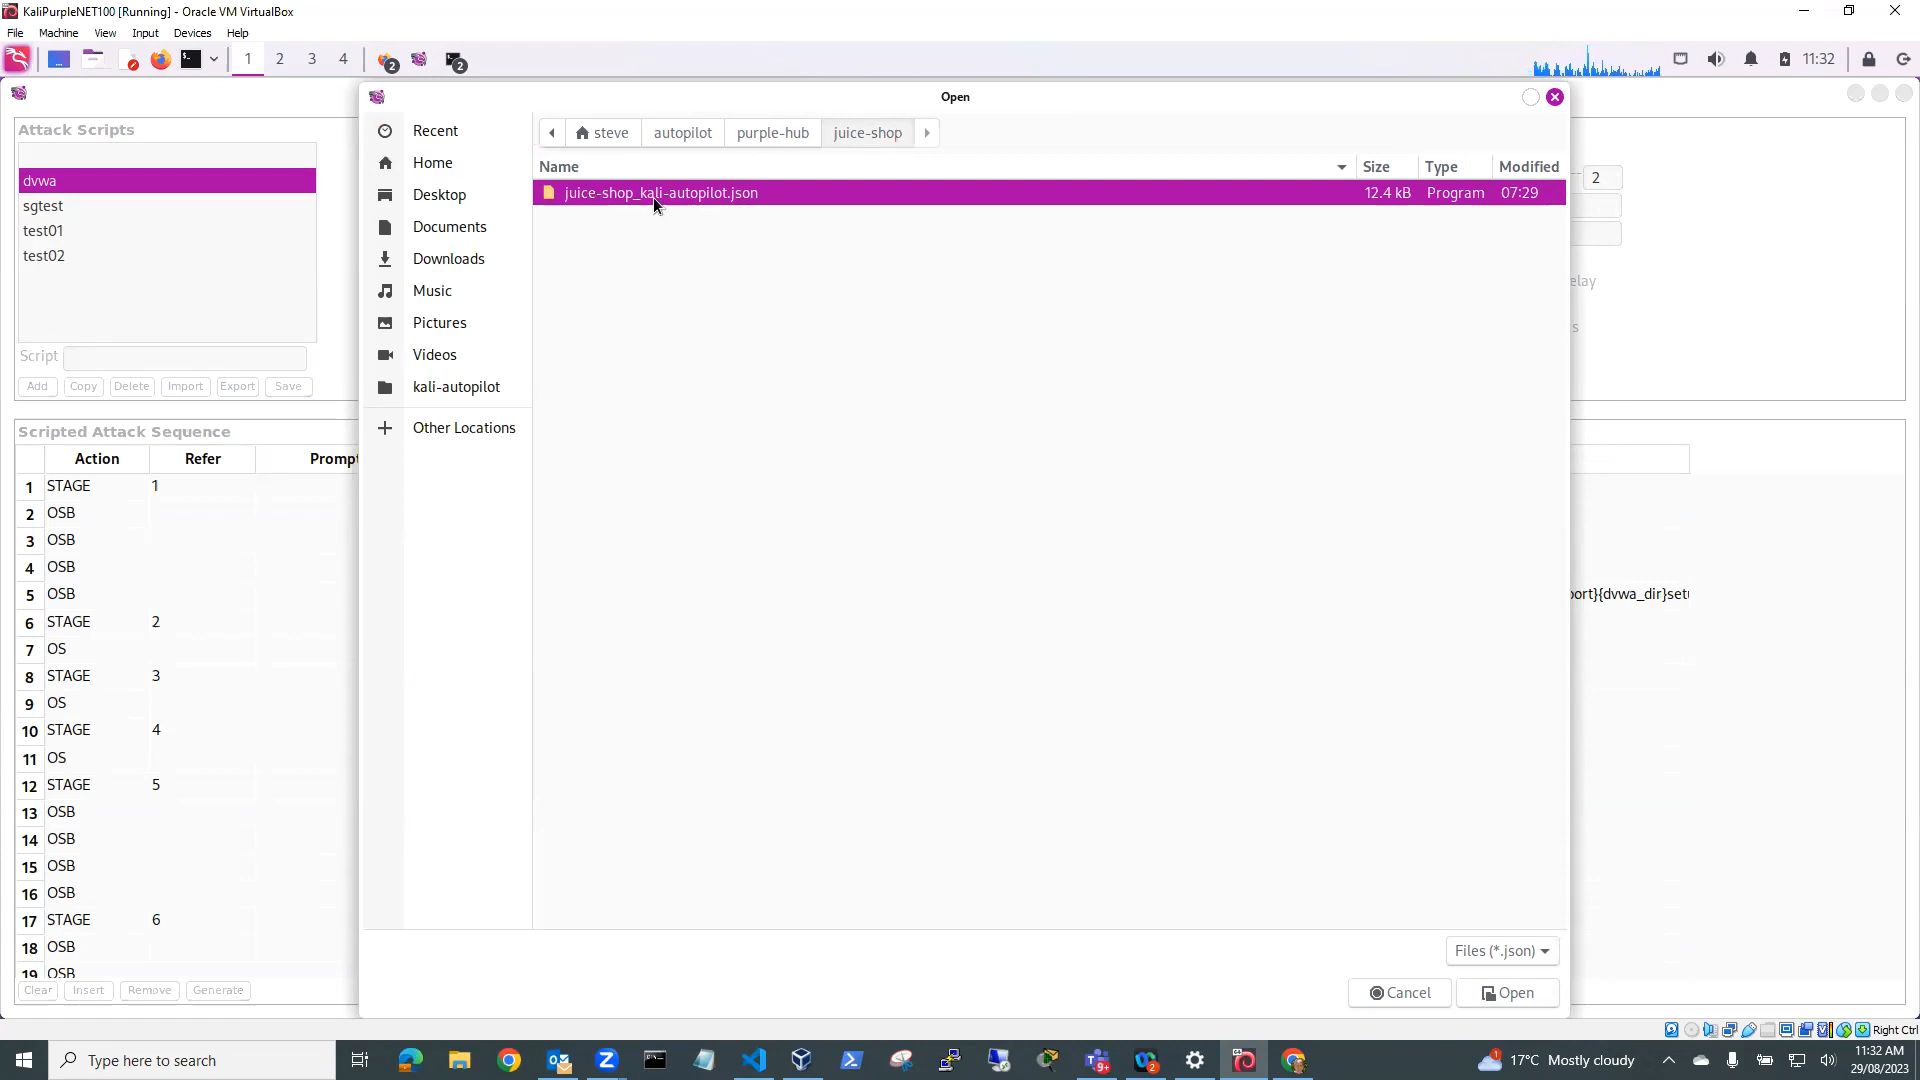 KaliPurpleNET100 [Running] - Oracle VM VirtualBox
File Machine View Input Devices Help
1 2 3 4 2 2 11:32
Open
Attack Scripts
dvwa
sgtest
test01
test02
Script
Add Copy Delete Import Export Save
Recent
Home
Desktop
Documents
Downloads
Music
Pictures
Videos
kali-autopilot
Other Locations
steve autopilot purple-hub juice-shop
Name Size Type Modified
juice-shop_kali-autopilot.json 12.4 kB Program 07:29
2
elay
s
Scripted Attack Sequence
Action Refer Prompt
1 STAGE 1
2 OSB
3 OSB
4 OSB
5 OSB
port}{dvwa_dir}setu
6 STAGE 2
7 OS
8 STAGE 3
9 OS
10 STAGE 4
11 OS
12 STAGE 5
13 OSB
14 OSB
15 OSB
16 OSB
17 STAGE 6
18 OSB
19 OSB
Clear Insert Remove Generate
Files (*.json)
Cancel Open
Right Ctrl
Type here to search
9+ 2 1
17°C Mostly cloudy
11:32 AM
29/08/2023